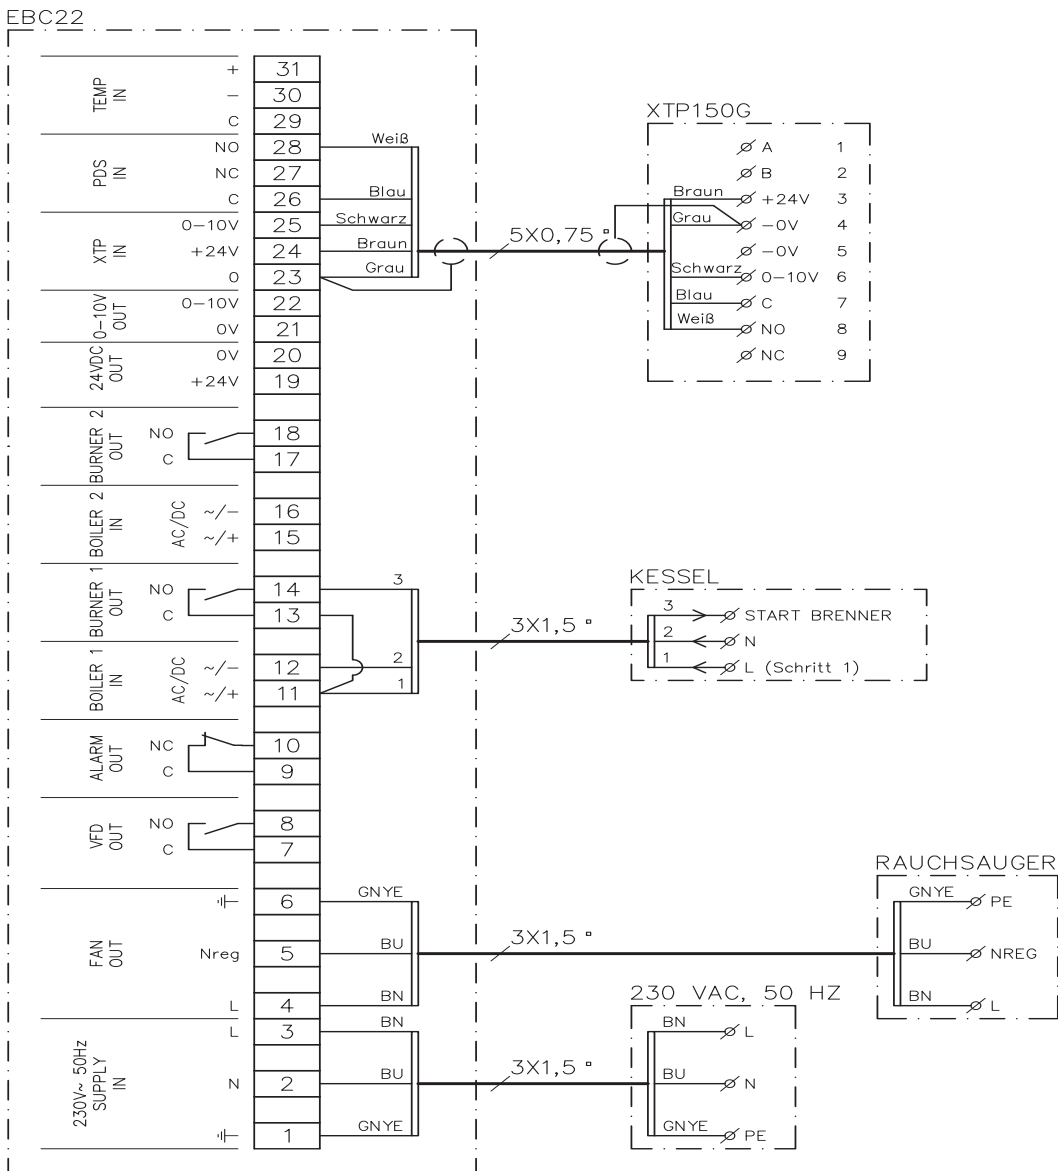 EBC22
TEMP IN
+ 31
– 30
C 29
PDS IN
NO 28 Weiß
NC 27
C 26 Blau
XTP IN
0–10V 25 Schwarz
+24V 24 Braun
0 23 Grau
0–10V OUT
0–10V 22
0V 21
24VDC OUT
0V 20
+24V 19
BURNER 2 OUT
NO 18
C 17
BOILER 2 IN
AC/DC
~/– 16
~/+ 15
BURNER 1 OUT
NO 14 3
C 13
BOILER 1 IN
AC/DC
~/– 12 2
~/+ 11 1
ALARM OUT
NC 10
C 9
VFD OUT
NO 8
C 7
FAN OUT
6 GNYE
Nreg 5 BU
L 4 BN
230V~ 50Hz SUPPLY IN
L 3 BN
N 2 BU
1 GNYE
5X0,75 ▫
XTP150G
A 1
B 2
Braun +24V 3
Grau –0V 4
–0V 5
Schwarz 0–10V 6
Blau C 7
Weiß NO 8
NC 9
3X1,5 ▫
KESSEL
3 START BRENNER
2 N
1 L (Schritt 1)
3X1,5 ▫
RAUCHSAUGER
GNYE PE
BU NREG
BN L
3X1,5 ▫
230 VAC, 50 HZ
BN L
BU N
GNYE PE